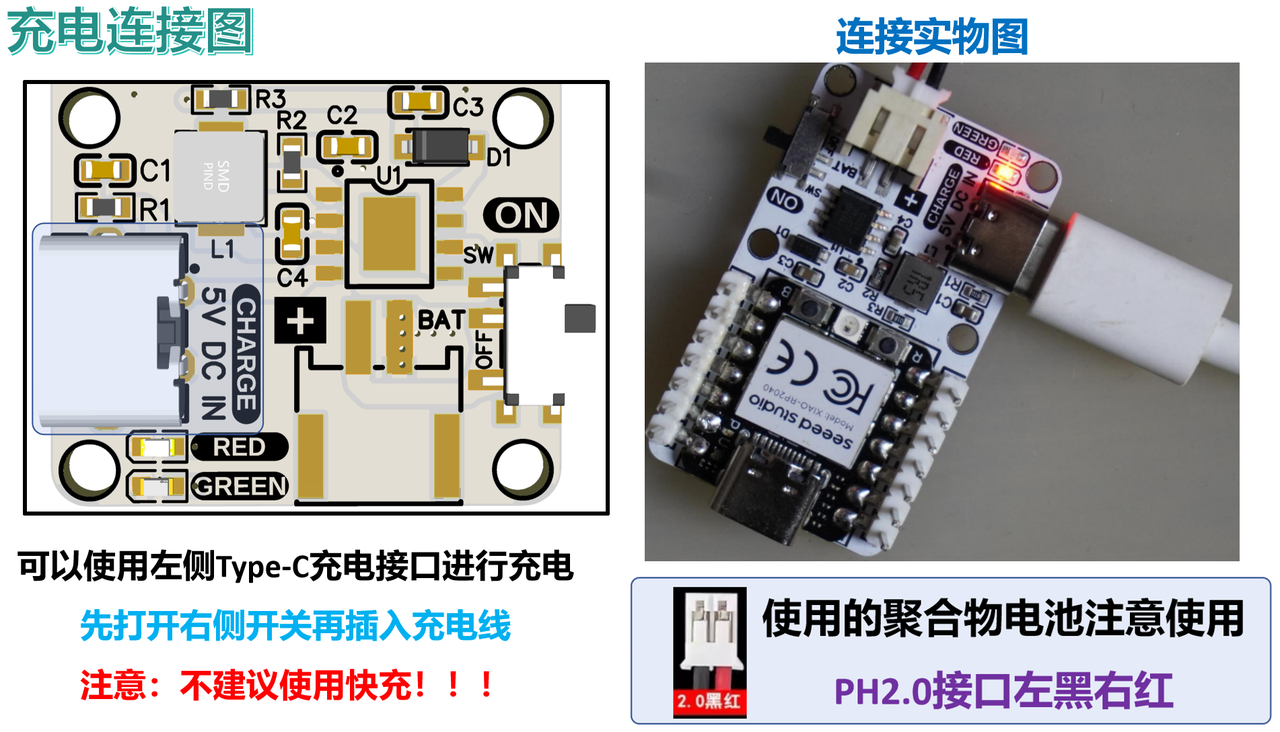 充电连接图
连接实物图
R3
C3
R2
C2
D1
C1
SMD
PIND
U1
R1
ON
L1
C4
SW
5V DC IN
CHARGE
+
BAT
OFF
RED
GREEN
GREEN
RED
BAT
SW
ON
+
CHARGE
5V DC IN
C4
D1
U1
C3
C2
R2
R3
R1
C1
B
R
CE
FC
Model: XIAO-RP2040
seeed studio
可以使用左侧Type-C充电接口进行充电
先打开右侧开关再插入充电线
注意：不建议使用快充！！！
2.0黑红
使用的聚合物电池注意使用
PH2.0接口左黑右红